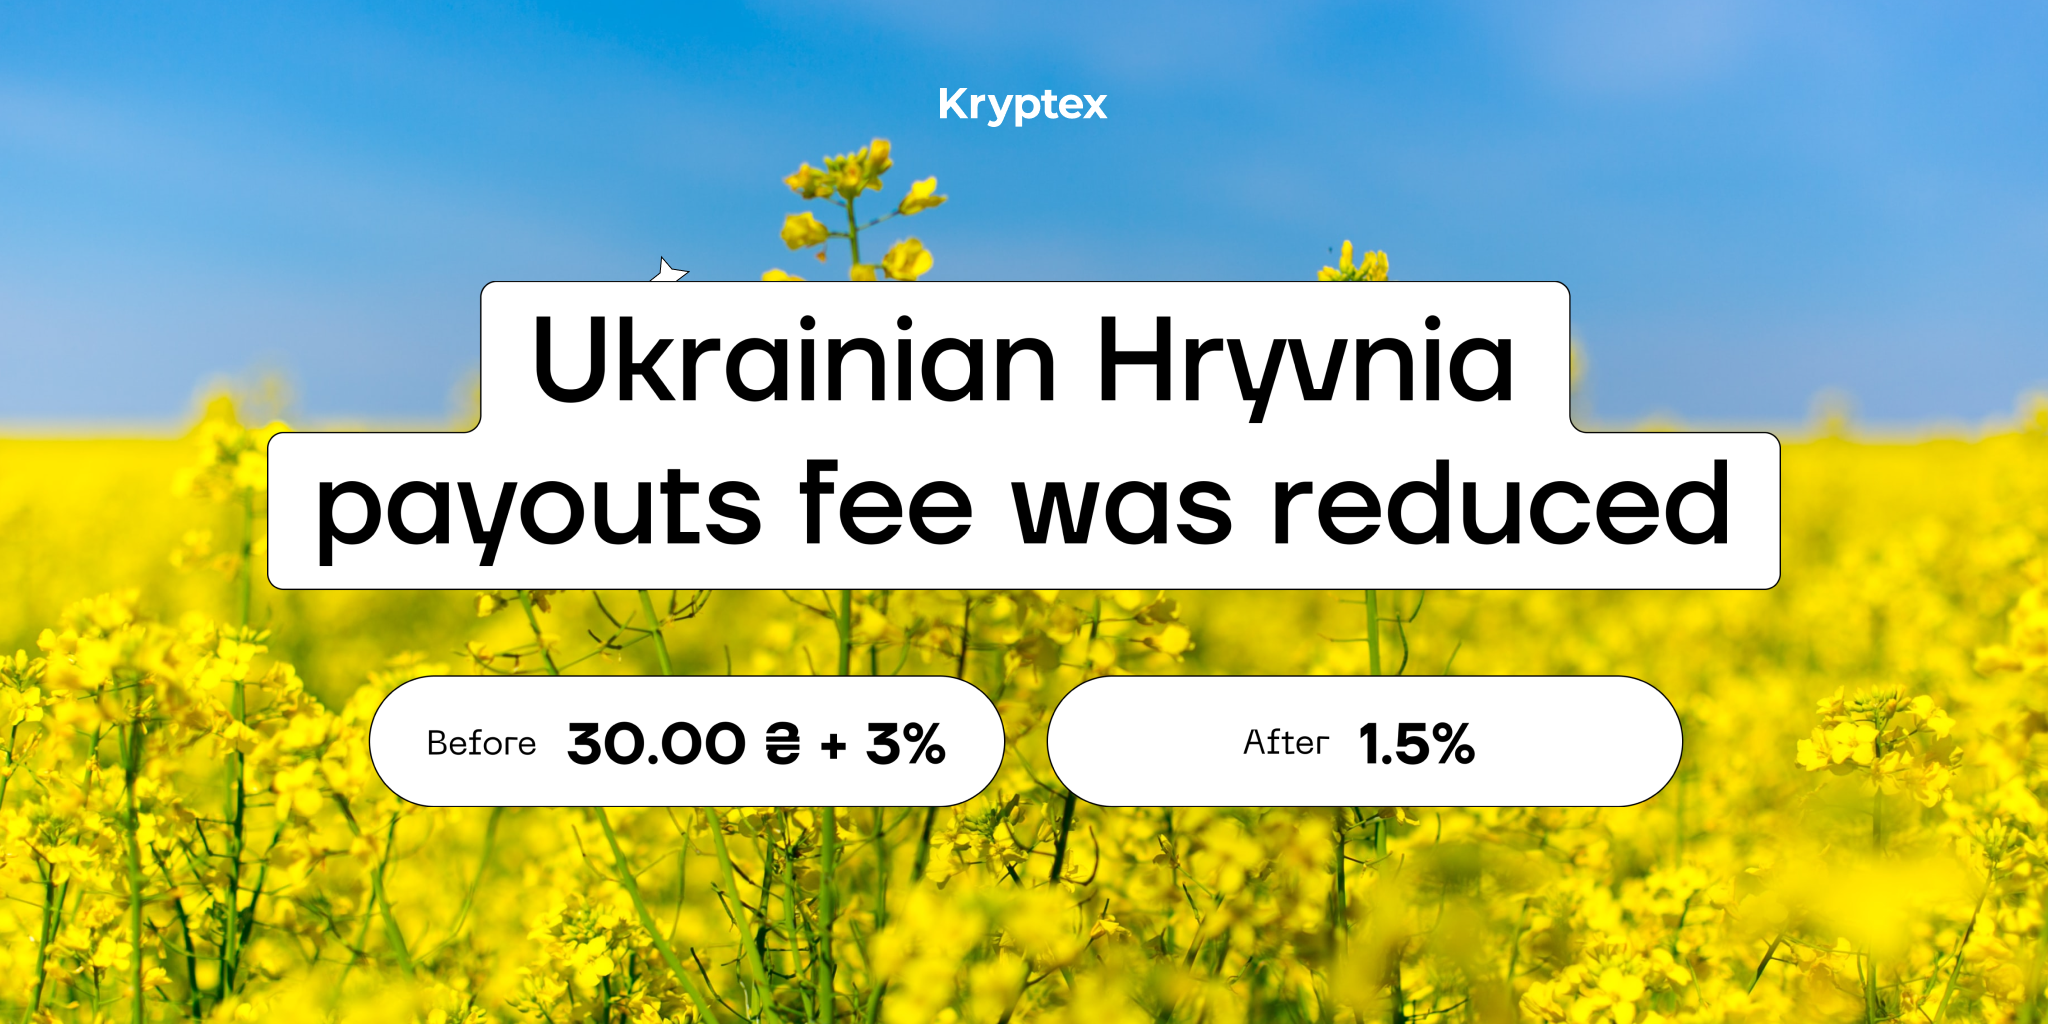 Kryptex
Ukrainian Hryvnia
payouts fee was reduced
Before 30.00 ₴ + 3%
After 1.5%